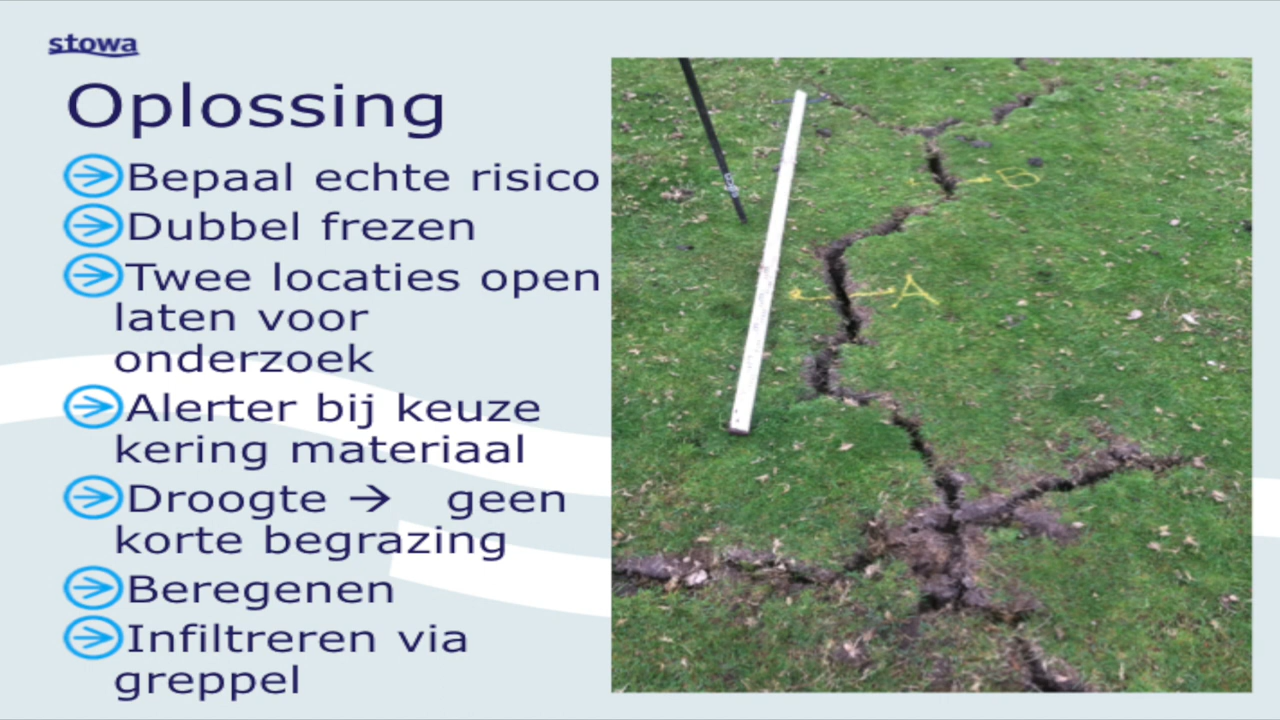 stowa
Oplossing
Bepaal echte risico
Dubbel frezen
Twee locaties open
laten voor
onderzoek
Alerter bij keuze
kering materiaal
Droogte → geen
korte begrazing
Beregenen
Infiltreren via
greppel
B
A